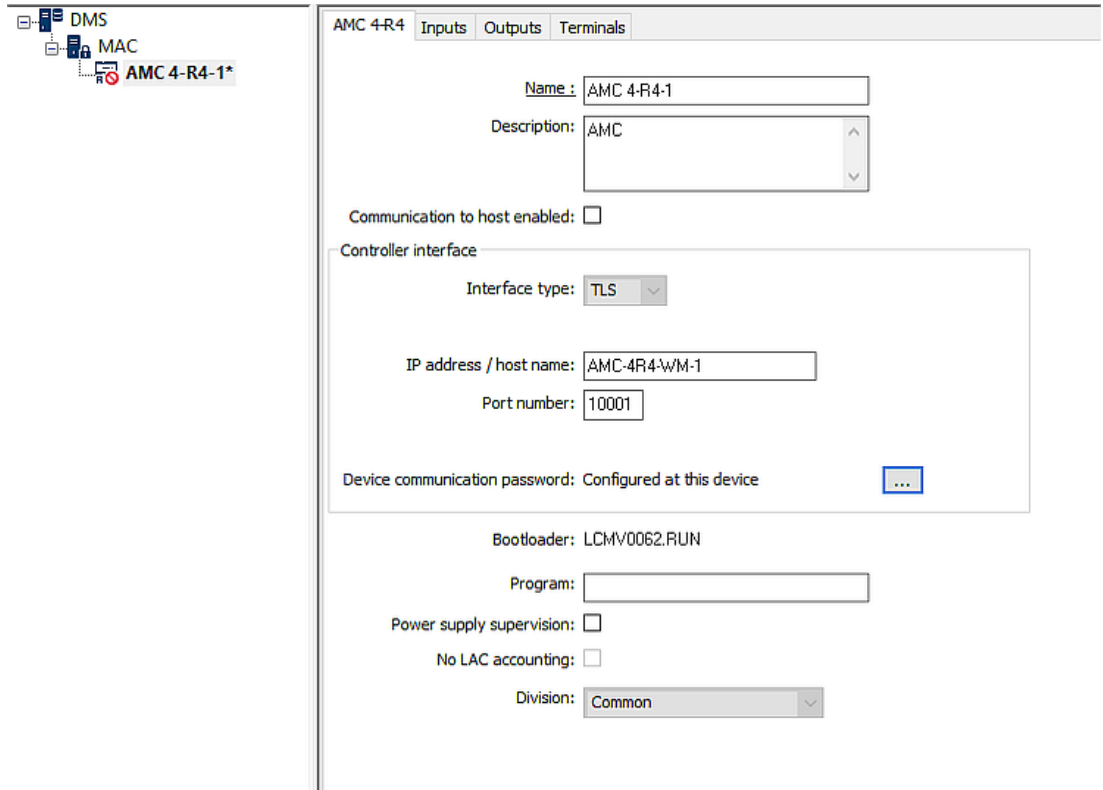 DMS
MAC
AMC 4-R4-1*
AMC 4-R4 Inputs Outputs Terminals
Name : AMC 4-R4-1
Description: AMC
Communication to host enabled:
Controller interface
Interface type: TLS
IP address / host name: AMC-4R4-WM-1
Port number: 10001
Device communication password: Configured at this device ...
Bootloader: LCMV0062.RUN
Program:
Power supply supervision:
No LAC accounting:
Division: Common